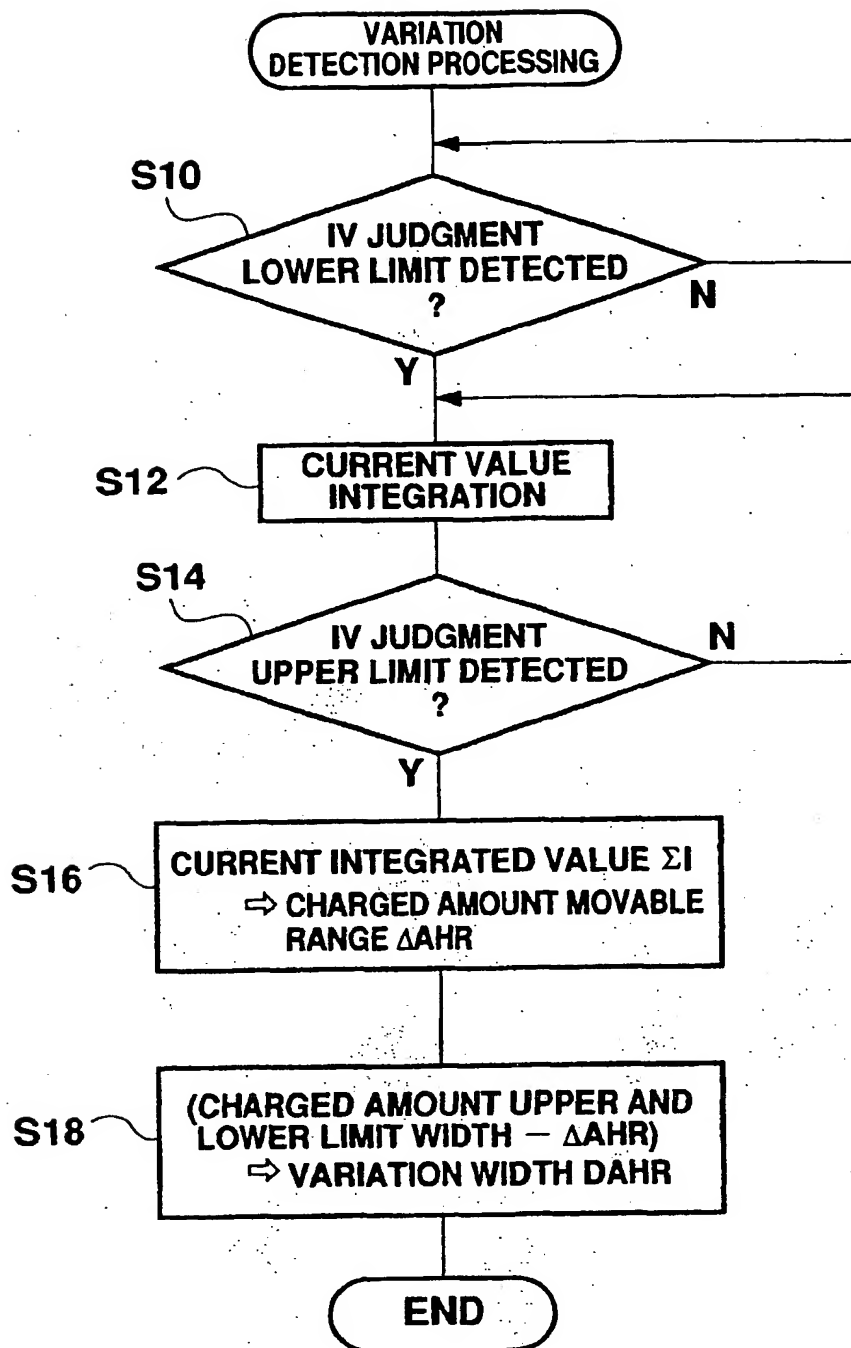 VARIATION
DETECTION PROCESSING
S10
IV JUDGMENT
LOWER LIMIT DETECTED
?
N
Y
S12
CURRENT VALUE
INTEGRATION
S14
IV JUDGMENT
UPPER LIMIT DETECTED
?
N
Y
S16
CURRENT INTEGRATED VALUE ΣI
⇨ CHARGED AMOUNT MOVABLE
RANGE ΔAHR
S18
(CHARGED AMOUNT UPPER AND
LOWER LIMIT WIDTH − ΔAHR)
⇨ VARIATION WIDTH DAHR
END